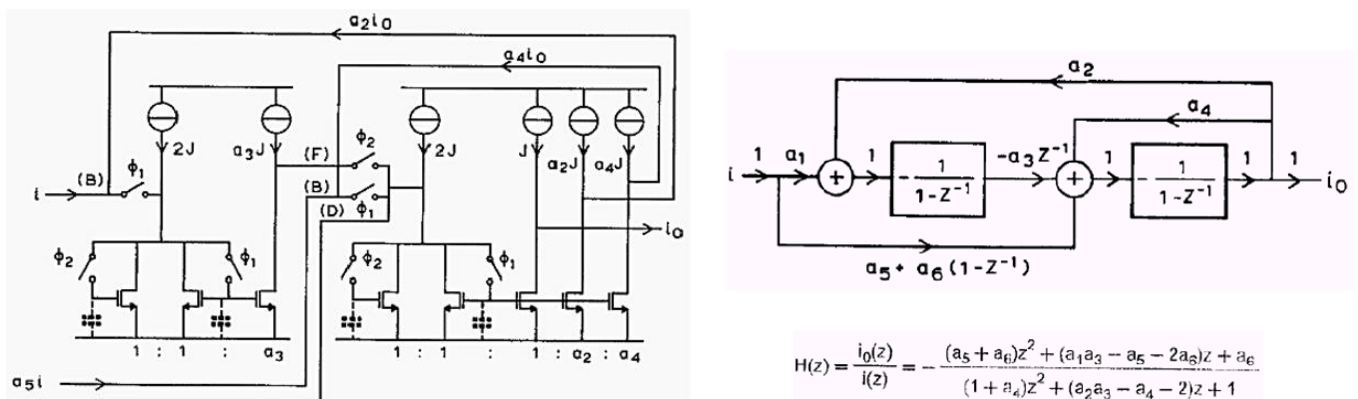 a₂i₀
a₄i₀
2J
a₃J
(F)
ϕ₂
2J
J
a₂J
a₄J
i
(B)
ϕ₁
(B)
ϕ₁
(D)
i₀
ϕ₂
ϕ₁
ϕ₂
ϕ₁
1 : 1 : a₃
1 : 1 : 1 : a₂ : a₄
a₅i
a₂
a₄
i
1
a₁
+
1
- 1 / 1-Z⁻¹
-a₃Z⁻¹
+
1
- 1 / 1-Z⁻¹
1
1
i₀
a₅ + a₆ (1-Z⁻¹)
H(z) = i₀(z) / i(z) = - (a₅ + a₆)z² + (a₁a₃ - a₅ - 2a₆)z + a₆ / (1 + a₄)z² + (a₂a₃ - a₄ - 2)z + 1